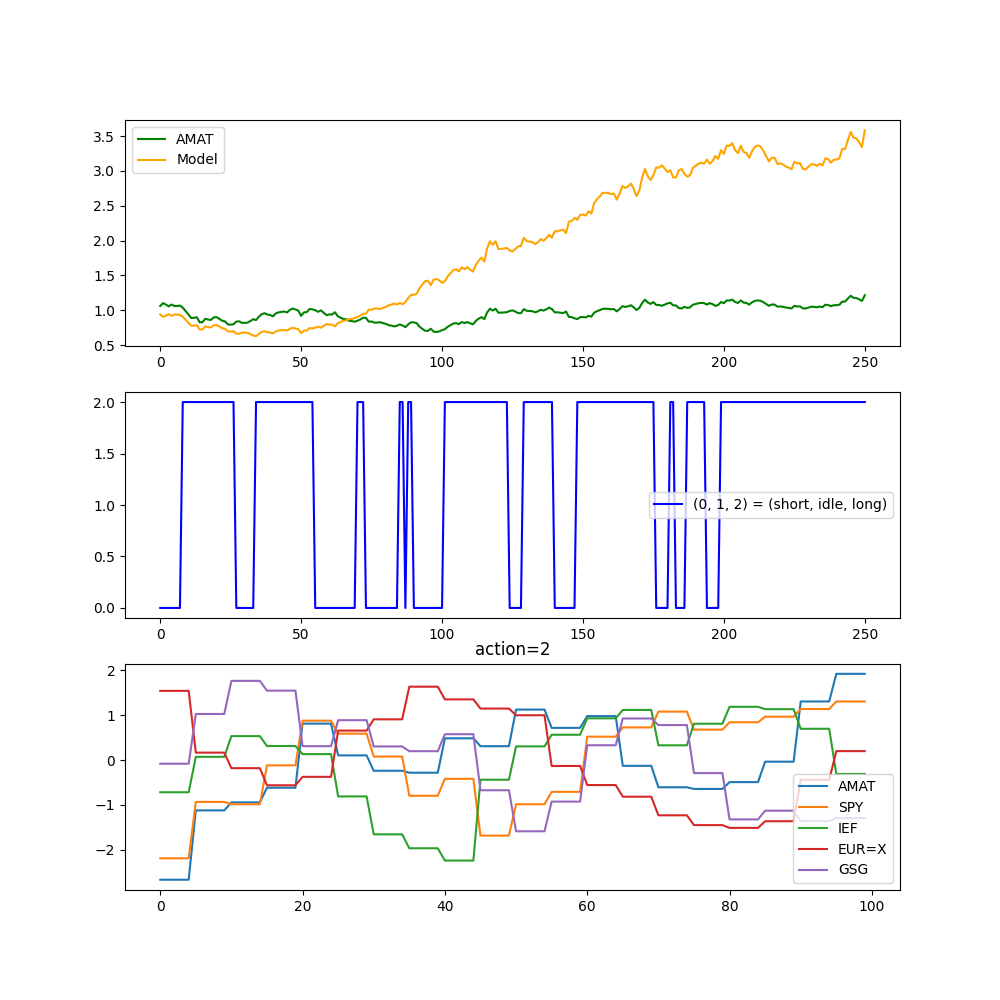 3.5
3.0
2.5
2.0
1.5
1.0
0.5
AMAT
Model
0 50 100 150 200 250
2.0
1.5
1.0
0.5
0.0
(0, 1, 2) = (short, idle, long)
0 50 100 150 200 250
action=2
2
1
0
−1
−2
AMAT
SPY
IEF
EUR=X
GSG
0 20 40 60 80 100